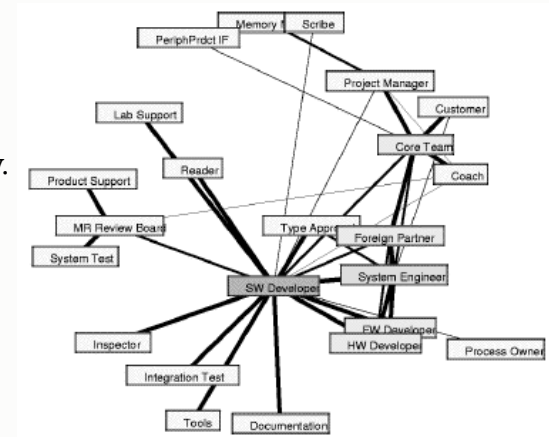 Memory
Scribe
PeriphPrdct IF
Project Manager
Customer
Lab Support
Core Team
y.
Reader
Coach
Product Support
MR Review Board
Type Appro
Foreign Partner
System Test
System Engineer
SW Developer
FW Developer
HW Developer
Inspector
Process Owner
Integration Test
Tools
Documentation